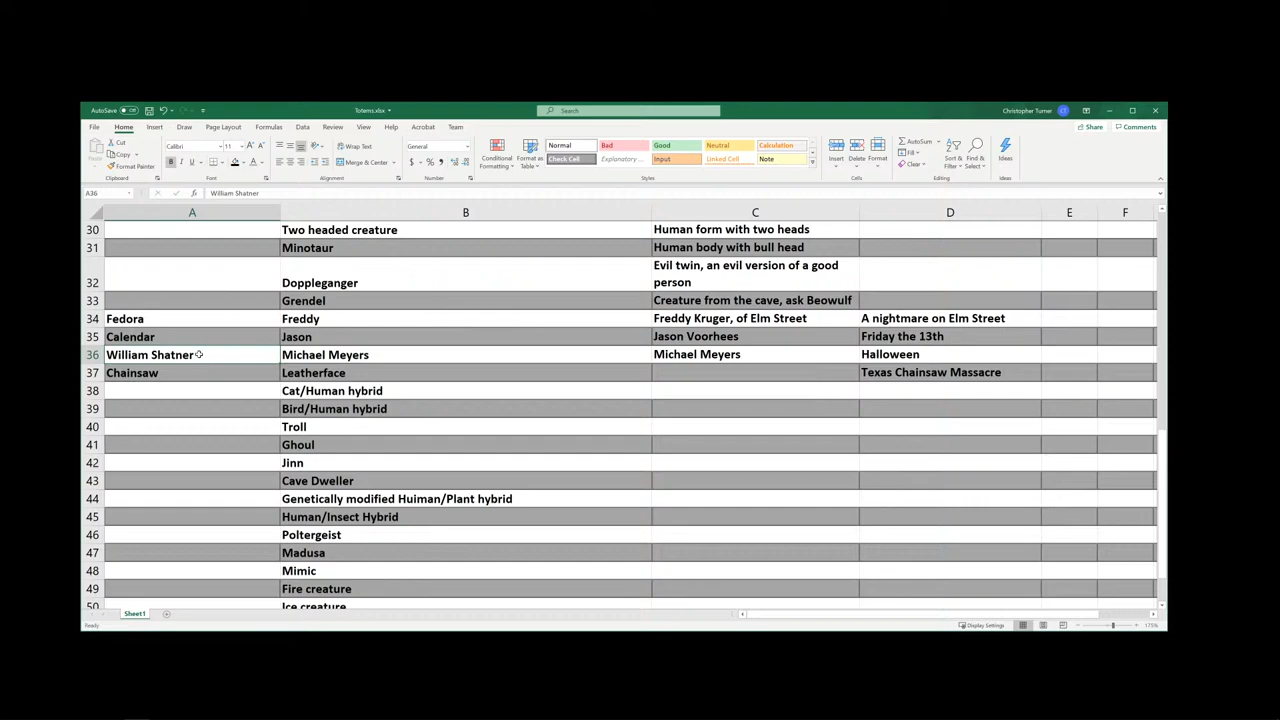 AutoSave Off Totems.xlsx Search Christopher Turner
File Home Insert Draw Page Layout Formulas Data Review View Help Acrobat Team Share Comments
Cut Calibri 11 Wrap Text General Normal Bad Good Neutral Calculation AutoSum
Copy Fill
Paste Merge & Center Conditional Formatting Format as Table Check Cell Explanatory... Input Linked Cell Note Insert Delete Format Clear Sort & Filter Find & Select Ideas
Clipboard Font Alignment Number Styles Cells Editing Ideas
A36 William Shatner
A B C D E F
30 Two headed creature Human form with two heads
31 Minotaur Human body with bull head
32 Doppleganger Evil twin, an evil version of a good
person
33 Grendel Creature from the cave, ask Beowulf
34 Fedora Freddy Freddy Kruger, of Elm Street A nightmare on Elm Street
35 Calendar Jason Jason Voorhees Friday the 13th
36 William Shatner Michael Meyers Michael Meyers Halloween
37 Chainsaw Leatherface Texas Chainsaw Massacre
38 Cat/Human hybrid
39 Bird/Human hybrid
40 Troll
41 Ghoul
42 Jinn
43 Cave Dweller
44 Genetically modified Huiman/Plant hybrid
45 Human/Insect Hybrid
46 Poltergeist
47 Madusa
48 Mimic
49 Fire creature
50 Ice creature
Sheet1
Ready Display Settings 175%